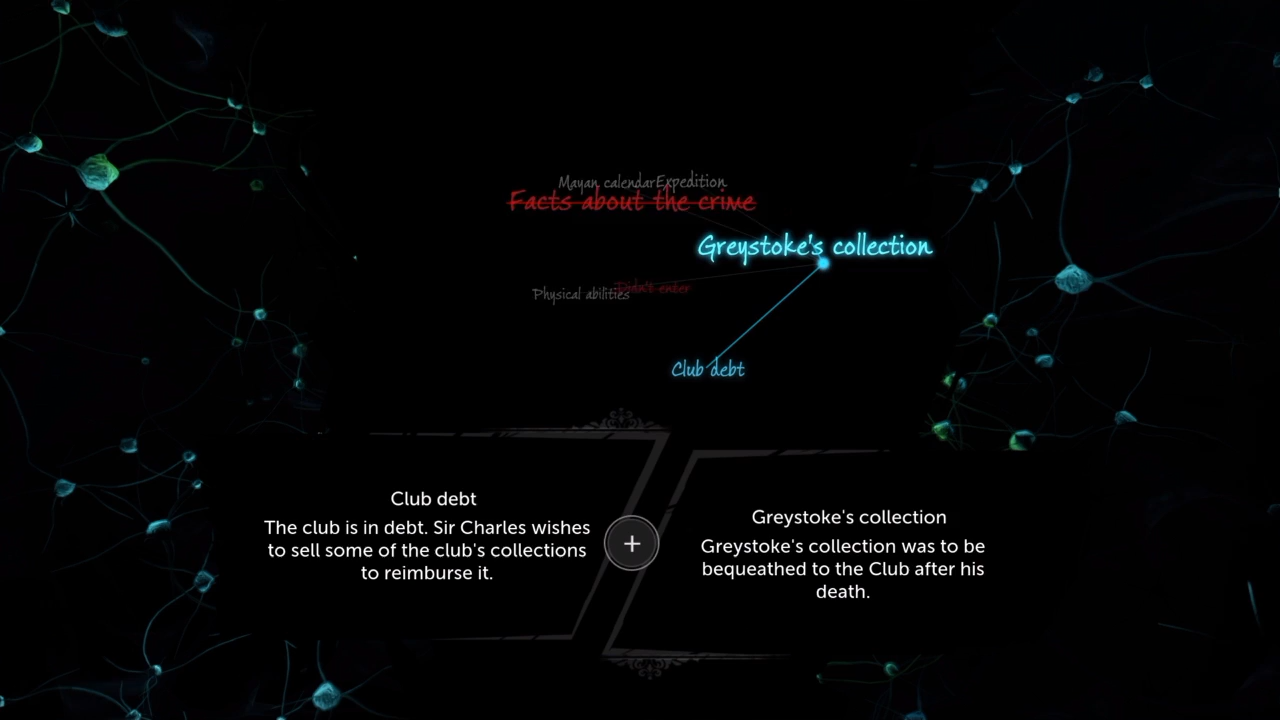 Mayan calendar Expedition
Facts about the crime
Greystoke's collection
Physical abilities
Didn't enter
Club debt
Club debt
The club is in debt. Sir Charles wishes
to sell some of the club's collections
to reimburse it.
+
Greystoke's collection
Greystoke's collection was to be
bequeathed to the Club after his
death.